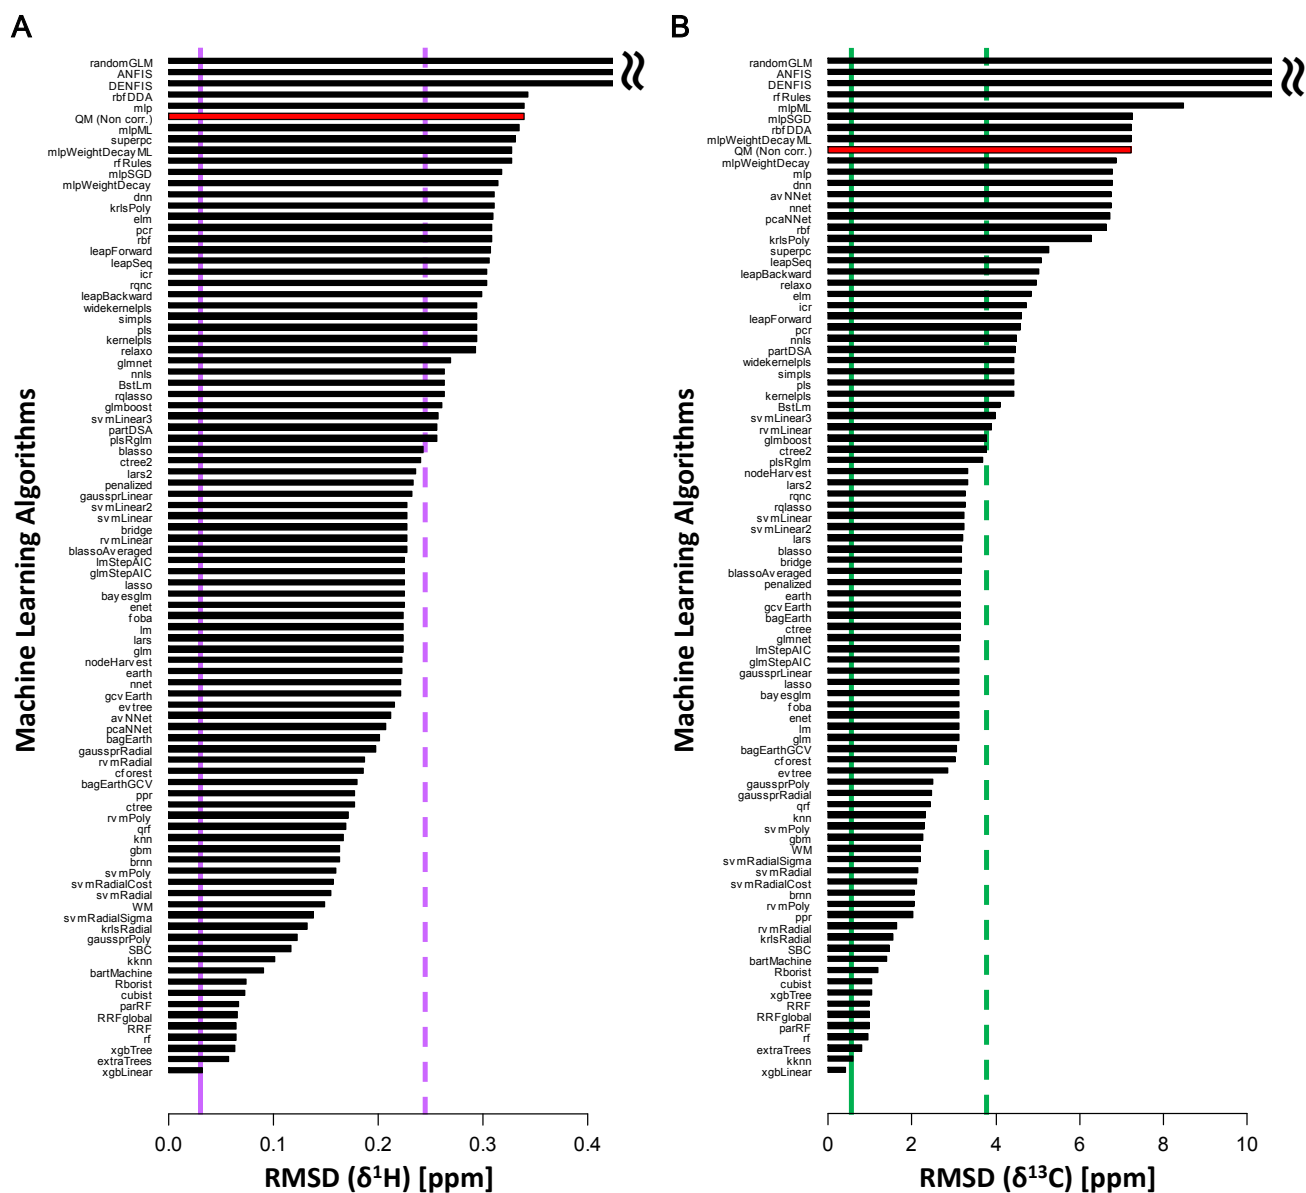 A
randomGLM
ANFIS
DENFIS
rbfDDA
mlp
QM (Non corr.)
mlpML
superpc
mlpWeightDecayML
rfRules
mlpSGD
mlpWeightDecay
dnn
krlsPoly
elm
pcr
rbf
leapForward
leapSeq
icr
rqnc
leapBackward
widekernelpls
simpls
pls
kernelpls
relaxo
glmnet
nnls
BstLm
rqlasso
glmboost
svmLinear3
partDSA
plsRglm
blasso
ctree2
lars2
penalized
gaussprLinear
svmLinear2
svmLinear
bridge
rvmLinear
blassoAveraged
lmStepAIC
glmStepAIC
lasso
bayesglm
enet
foba
lm
lars
glm
nodeHarvest
earth
nnet
gcvEarth
evtree
avNNet
pcaNNet
bagEarth
gaussprRadial
rvmRadial
cforest
bagEarthGCV
ppr
ctree
rvmPoly
qrf
knn
gbm
brnn
svmPoly
svmRadialCost
svmRadial
WM
svmRadialSigma
krlsRadial
gaussprPoly
SBC
kknn
bartMachine
Rborist
cubist
parRF
RRFglobal
RRF
rf
xgbTree
extraTrees
xgbLinear
Machine Learning Algorithms
0.0 0.1 0.2 0.3 0.4
RMSD (δ¹H) [ppm]
B
randomGLM
ANFIS
DENFIS
rfRules
mlpML
mlpSGD
rbfDDA
mlpWeightDecayML
QM (Non corr.)
mlpWeightDecay
mlp
dnn
avNNet
nnet
pcaNNet
rbf
krlsPoly
superpc
leapSeq
leapBackward
relaxo
elm
icr
leapForward
pcr
nnls
partDSA
widekernelpls
simpls
pls
kernelpls
BstLm
svmLinear3
rvmLinear
glmboost
ctree2
plsRglm
nodeHarvest
lars2
rqnc
rqlasso
svmLinear
svmLinear2
lars
blasso
bridge
blassoAveraged
penalized
earth
gcvEarth
bagEarth
ctree
glmnet
lmStepAIC
glmStepAIC
gaussprLinear
lasso
bayesglm
foba
enet
lm
glm
bagEarthGCV
cforest
evtree
gaussprPoly
gaussprRadial
qrf
knn
svmPoly
gbm
WM
svmRadialSigma
svmRadial
svmRadialCost
brnn
rvmPoly
ppr
rvmRadial
krlsRadial
SBC
bartMachine
Rborist
cubist
xgbTree
RRF
RRFglobal
parRF
rf
extraTrees
kknn
xgbLinear
Machine Learning Algorithms
0 2 4 6 8 10
RMSD (δ¹³C) [ppm]